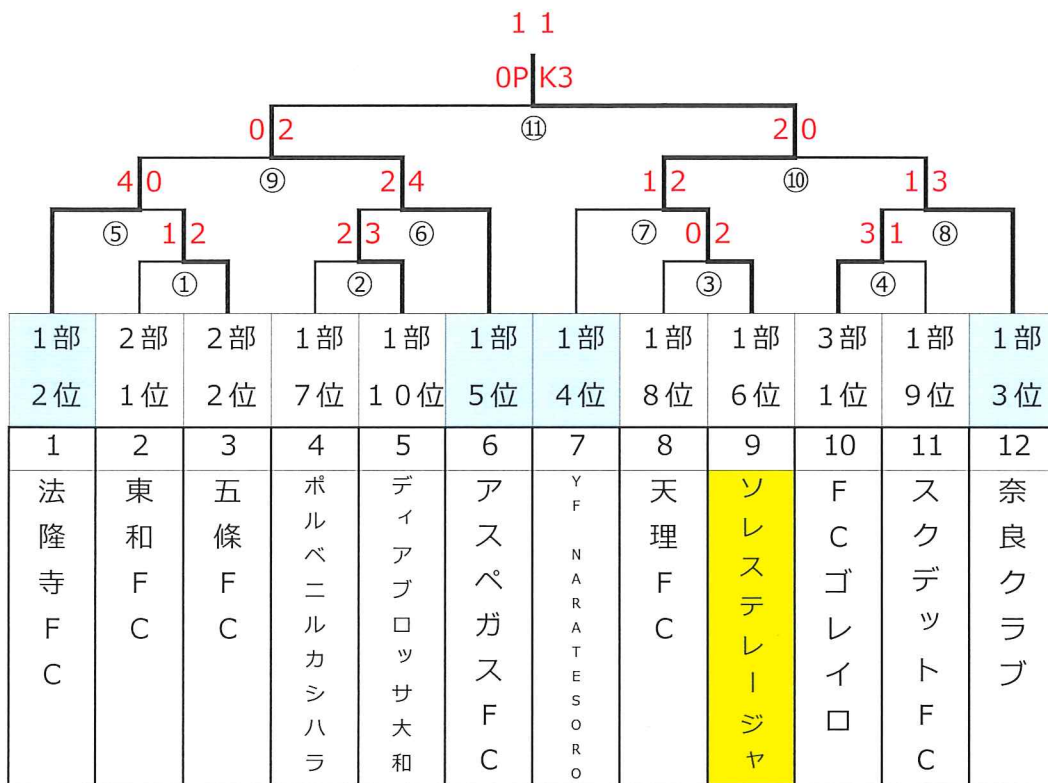 1 1
0PK3
⑪
0 2
2 0
⑨
⑩
4 0
2 4
1 2
1 3
⑤
1 2
2 3
⑥
⑦
0 2
3 1
⑧
①
②
③
④
1部 2部 2部 1部 1部 1部 1部 1部 1部 3部 1部 1部
2位 1位 2位 7位 10位 5位 4位 8位 6位 1位 9位 3位
1 2 3 4 5 6 7 8 9 10 11 12
法隆寺FC
東和FC
五條FC
ポルベニルカシハラ
ディアブロッサ大和
アスペガスFC
YF NARATESORO
天理FC
ソレステレージャ
FCゴレイロ
スクデットFC
奈良クラブ